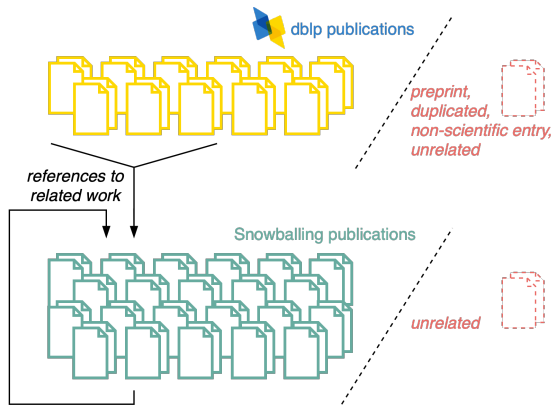 dblp publications
preprint,
duplicated,
non-scientific entry,
unrelated
references to
related work
Snowballing publications
unrelated